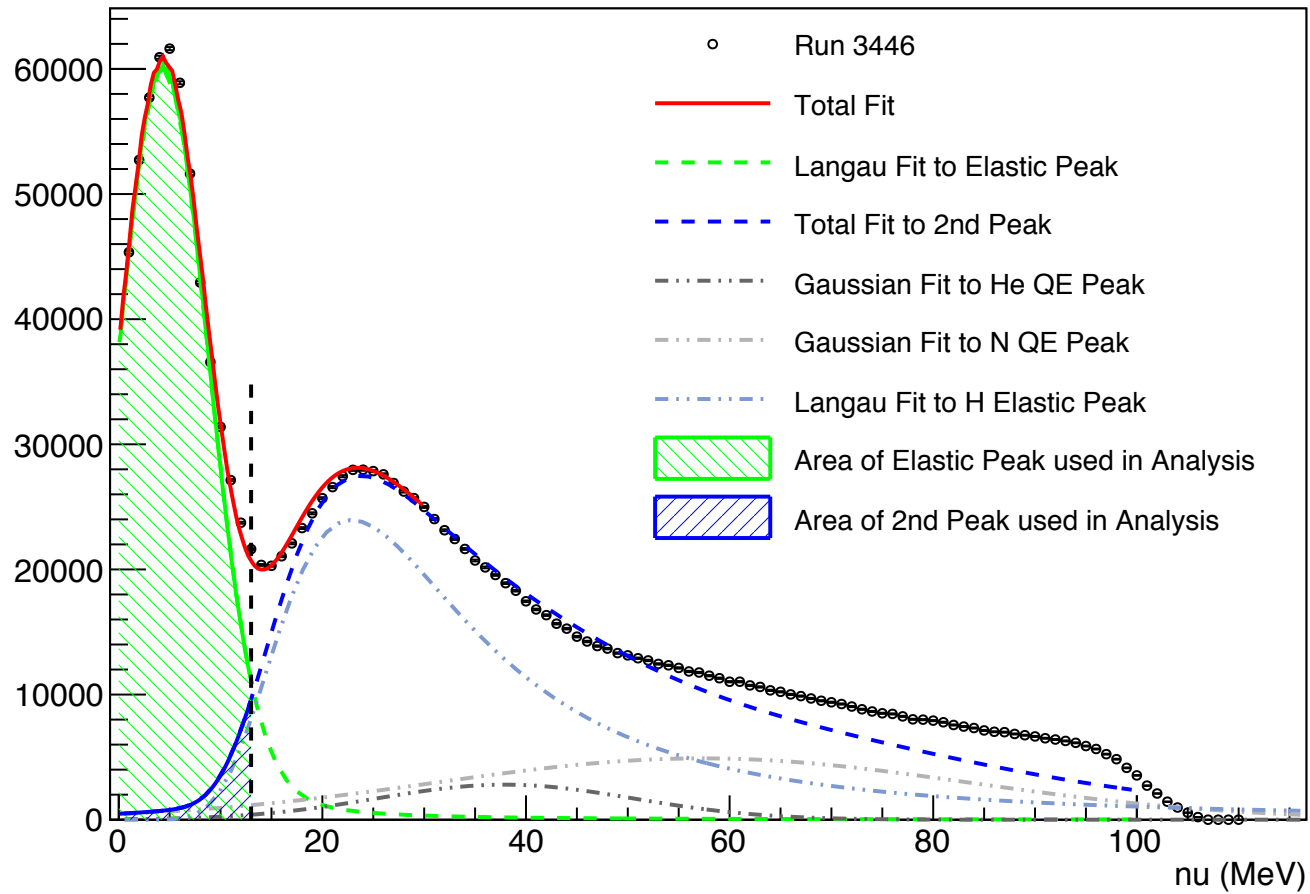 Run 3446
Total Fit
Langau Fit to Elastic Peak
Total Fit to 2nd Peak
Gaussian Fit to He QE Peak
Gaussian Fit to N QE Peak
Langau Fit to H Elastic Peak
Area of Elastic Peak used in Analysis
Area of 2nd Peak used in Analysis
60000
50000
40000
30000
20000
10000
0
0 20 40 60 80 100
nu (MeV)